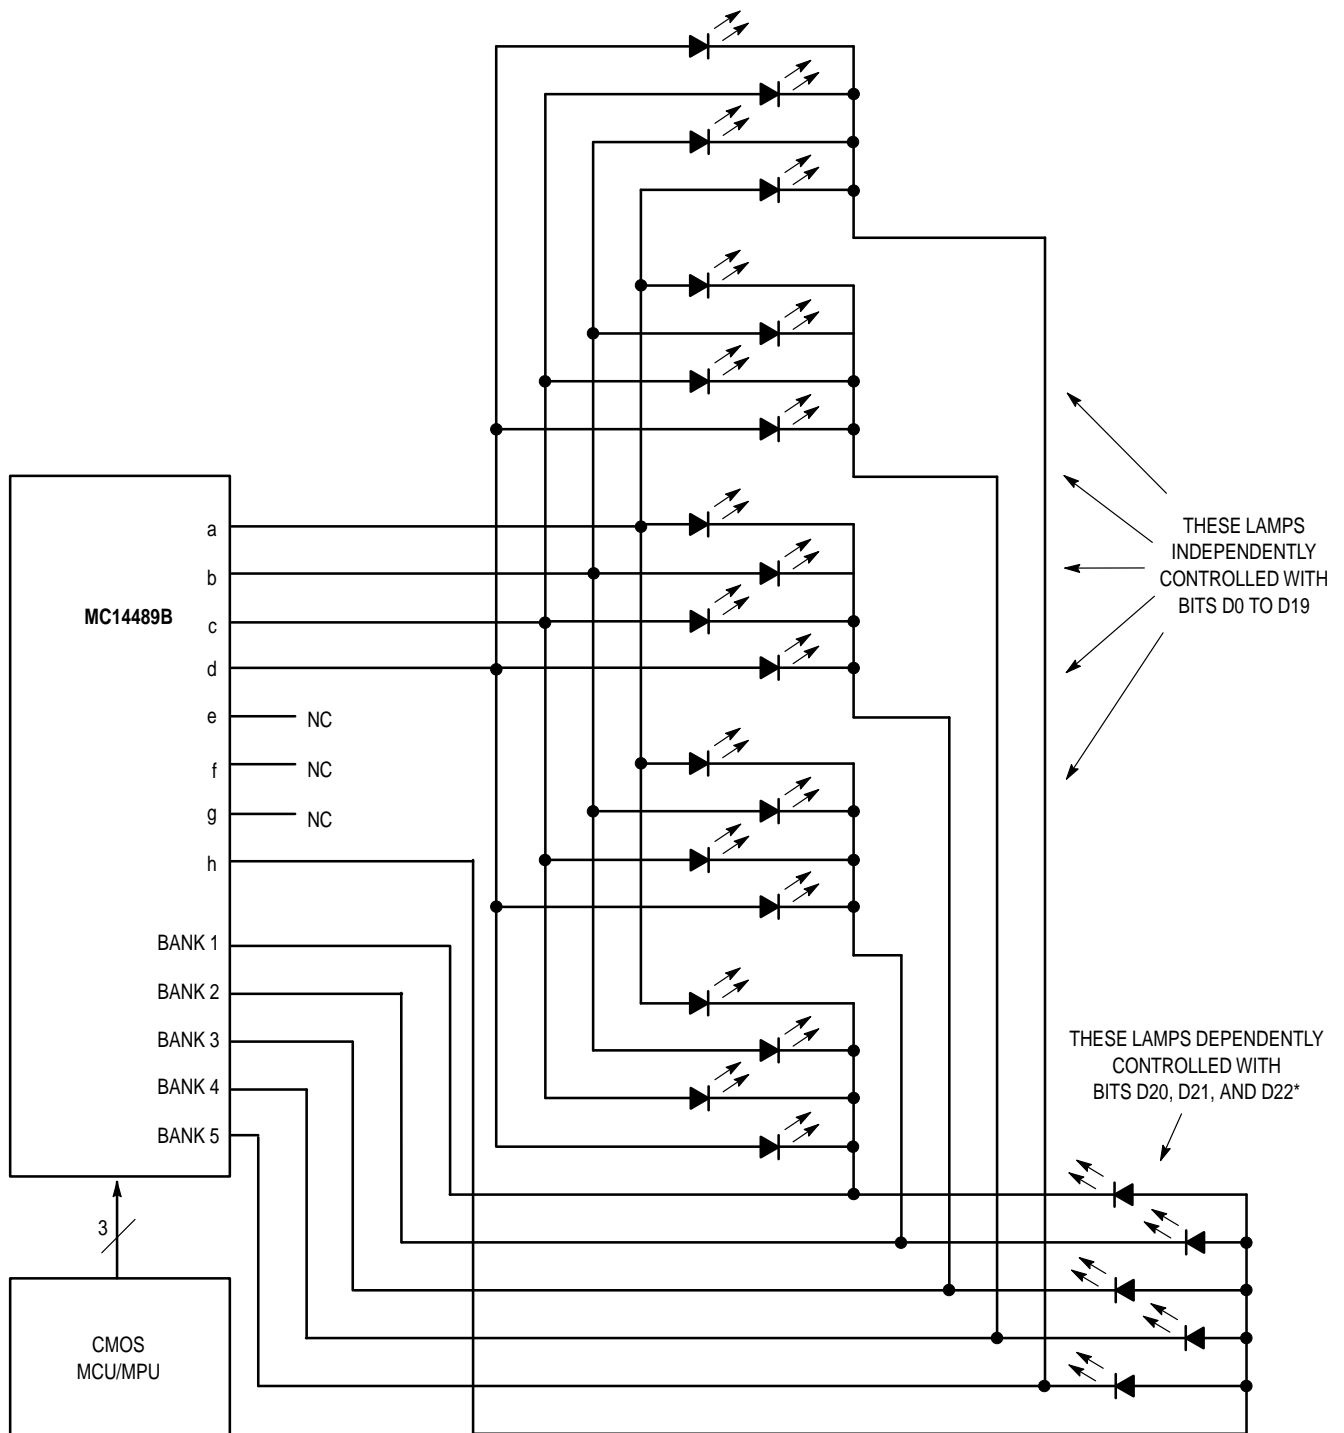 a
b
MC14489B
c
d
e
NC
f
NC
g
NC
h
BANK 1
BANK 2
BANK 3
BANK 4
BANK 5
3
CMOS
MCU/MPU
THESE LAMPS
INDEPENDENTLY
CONTROLLED WITH
BITS D0 TO D19
THESE LAMPS DEPENDENTLY
CONTROLLED WITH
BITS D20, D21, AND D22*